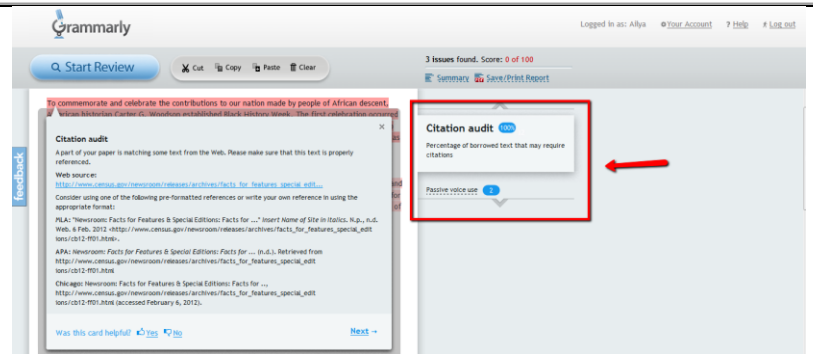 Grammarly
Logged in as: Allya Your Account ? Help Log out
Start Review Cut Copy Paste Clear
3 issues found. Score: 0 of 100
Summary Save/Print Report
To commemorate and celebrate the contributions to our nation made by people of African descent,
American historian Carter G. Woodson established Black History Week. The first celebration occurred
Citation audit
A part of your paper is matching some text from the Web. Please make sure that this text is properly
referenced.
Web source:
http://www.census.gov/newsroom/releases/archives/facts_for_features_special_edit...
Consider using one of the following pre-formatted references or write your own reference in using the
appropriate format:
MLA: "Newsroom: Facts for Features & Special Editions: Facts for ..." Insert Name of Site in Italics. N.p., n.d.
Web. 6 Feb. 2012 <http://www.census.gov/newsroom/releases/archives/facts_for_features_special_edit
ions/cb12-ff01.html>.
APA: Newsroom: Facts for Features & Special Editions: Facts for ... (n.d.). Retrieved from
http://www.census.gov/newsroom/releases/archives/facts_for_features_special_edit
ions/cb12-ff01.html
Chicago: Newsroom: Facts for Features & Special Editions: Facts for ...,
http://www.census.gov/newsroom/releases/archives/facts_for_features_special_edit
ions/cb12-ff01.html (accessed February 6, 2012).
Was this card helpful? Yes No Next →
as
and
for
of
Citation audit 100%
Percentage of borrowed text that may require
citations
Passive voice use 2
feedback